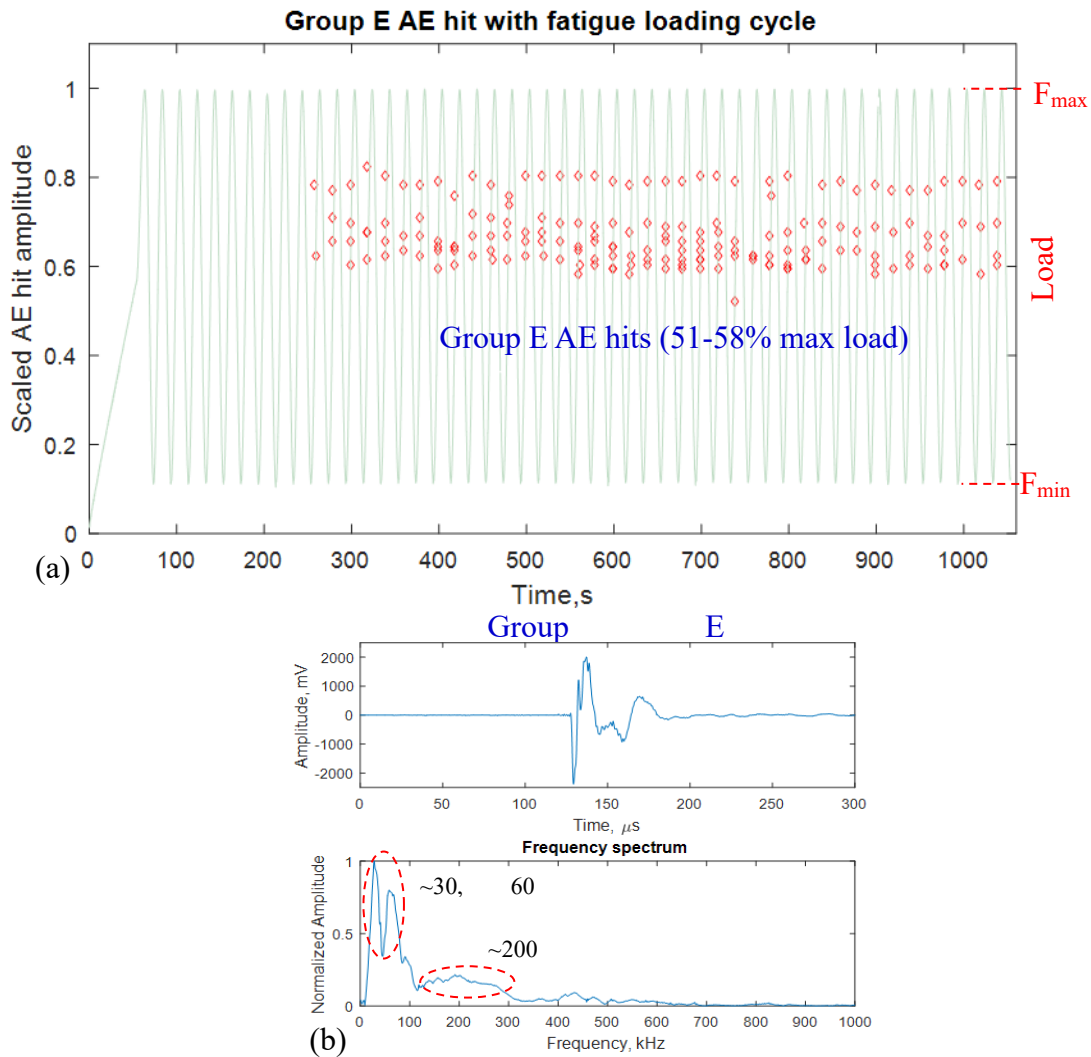 Group E AE hit with fatigue loading cycle
Scaled AE hit amplitude
1
0.8
0.6
0.4
0.2
0
Fmax
Load
Fmin
Group E AE hits (51-58% max load)
0 100 200 300 400 500 600 700 800 900 1000
(a)
Time,s
Group E
Amplitude, mV
2000
1000
0
-1000
-2000
0 50 100 150 200 250 300
Time, μs
Frequency spectrum
Normalized Amplitude
1
0.5
0
~30, 60
~200
0 100 200 300 400 500 600 700 800 900 1000
(b)
Frequency, kHz